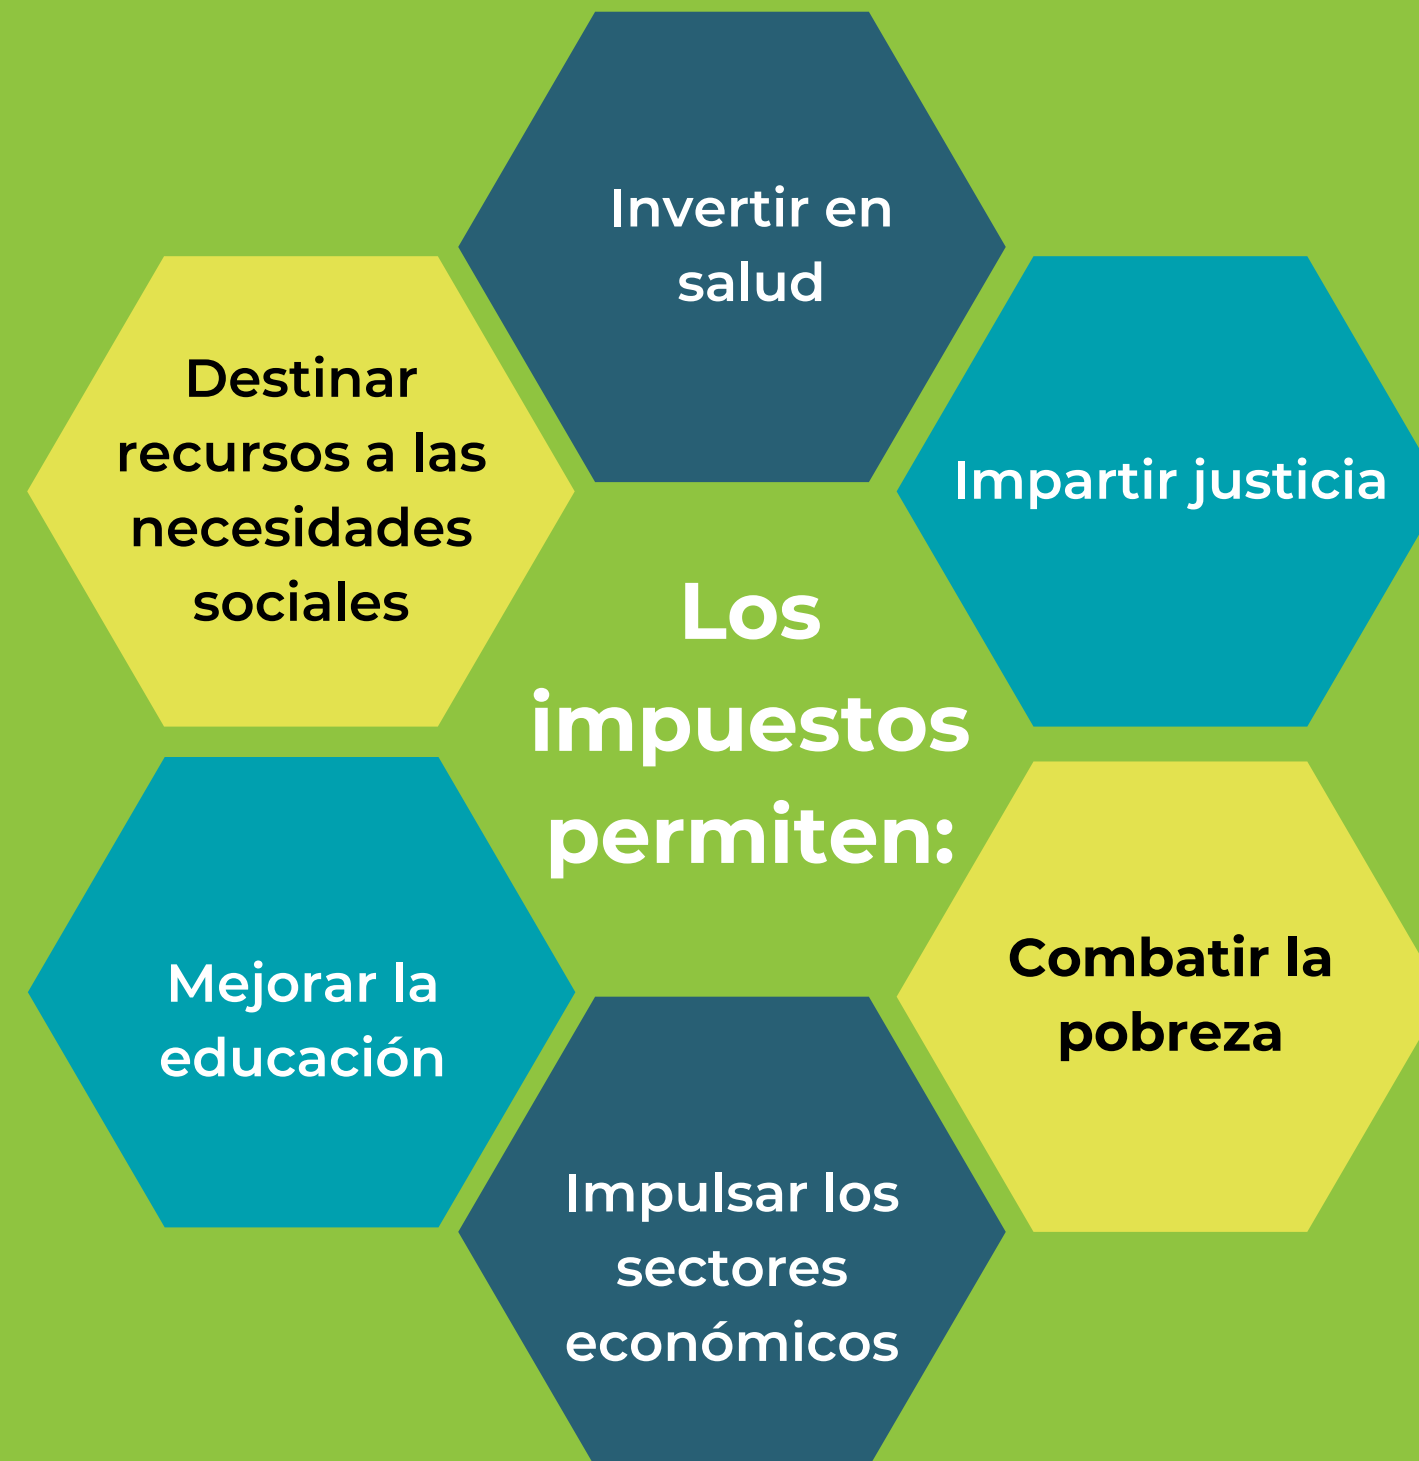 Invertir en
salud
Impartir justicia
Destinar
recursos a las
necesidades
sociales
Los
impuestos
permiten:
Combatir la
pobreza
Mejorar la
educación
Impulsar los
sectores
económicos